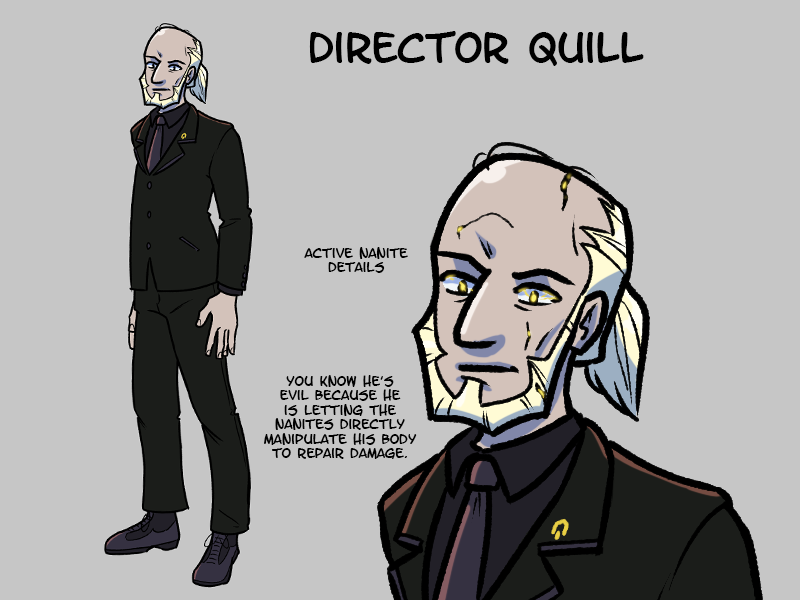 DIRECTOR QUILL
ACTIVE NANITE
DETAILS
YOU KNOW HE'S
EVIL BECAUSE HE
IS LETTING THE
NANITES DIRECTLY
MANIPULATE HIS BODY
TO REPAIR DAMAGE.